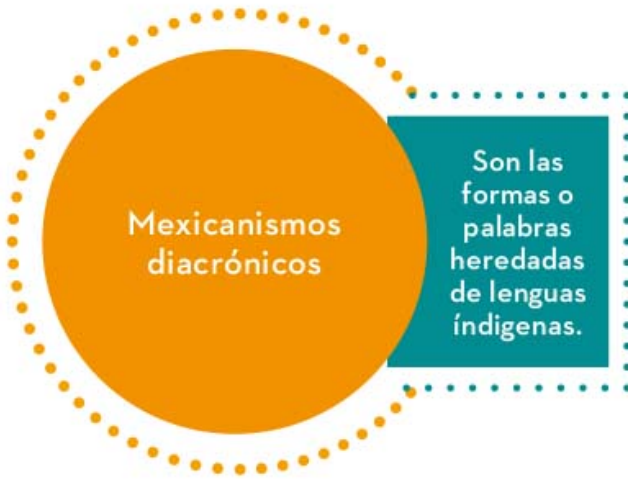 Mexicanismos
diacrónicos
Son las
formas o
palabras
heredadas
de lenguas
índigenas.